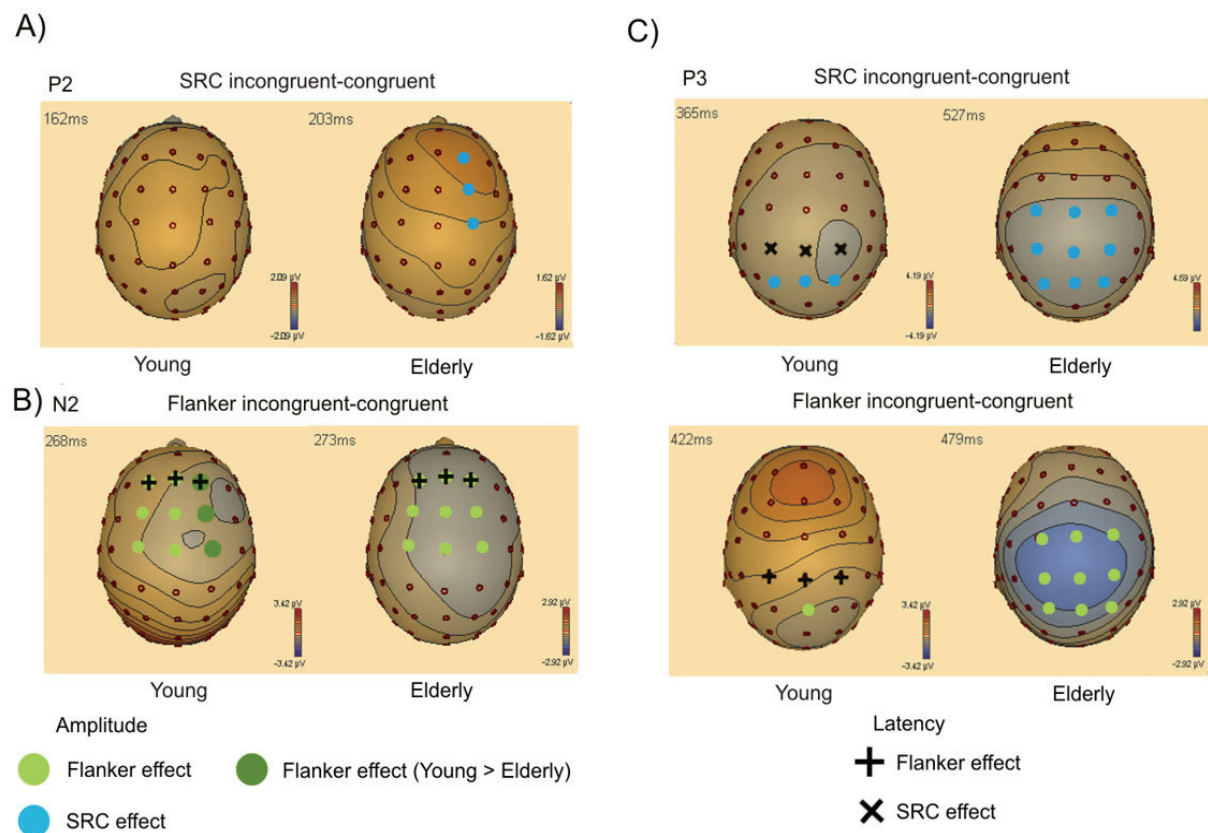 A)
P2 SRC incongruent-congruent
162ms 203ms
2.09 µV
-2.09 µV
1.62 µV
-1.62 µV
Young Elderly
B) N2 Flanker incongruent-congruent
268ms 273ms
3.42 µV
-3.42 µV
2.92 µV
-2.92 µV
Young Elderly
C)
P3 SRC incongruent-congruent
365ms 527ms
4.19 µV
-4.19 µV
4.59 µV
µV
Young Elderly
Flanker incongruent-congruent
422ms 479ms
3.42 µV
-3.42 µV
2.92 µV
-2.92 µV
Young Elderly
Amplitude
Flanker effect
Flanker effect (Young > Elderly)
SRC effect
Latency
Flanker effect
SRC effect